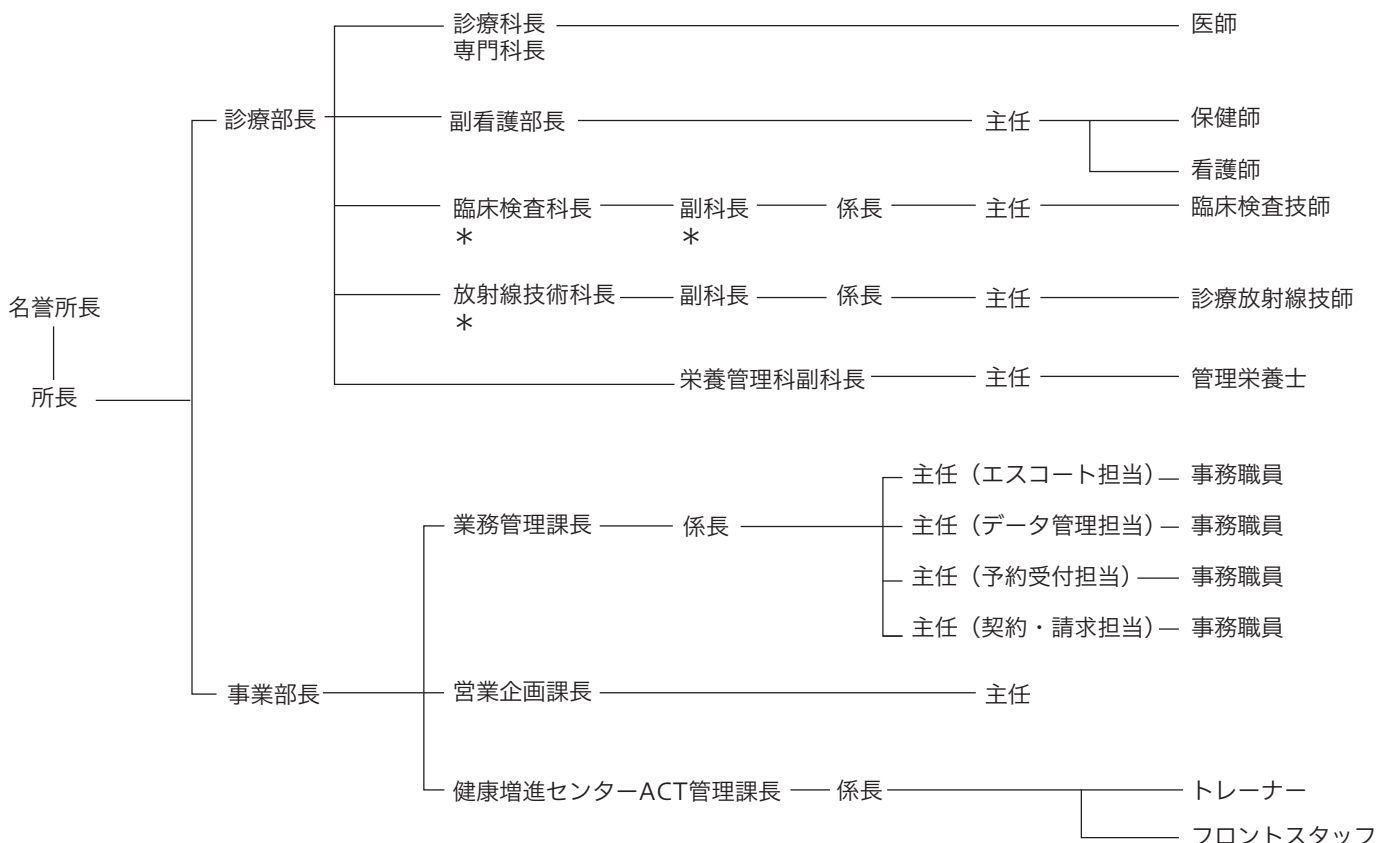 診療科長
専門科長
医師
診療部長
副看護部長
主任
保健師
看護師
臨床検査科長
＊
副科長
＊
係長
主任
臨床検査技師
放射線技術科長
＊
副科長
係長
主任
診療放射線技師
名誉所長
所長
栄養管理科副科長
主任
管理栄養士
事業部長
業務管理課長
係長
主任（エスコート担当）
事務職員
主任（データ管理担当）
事務職員
主任（予約受付担当）
事務職員
主任（契約・請求担当）
事務職員
営業企画課長
主任
健康増進センターACT管理課長
係長
トレーナー
フロントスタッフ